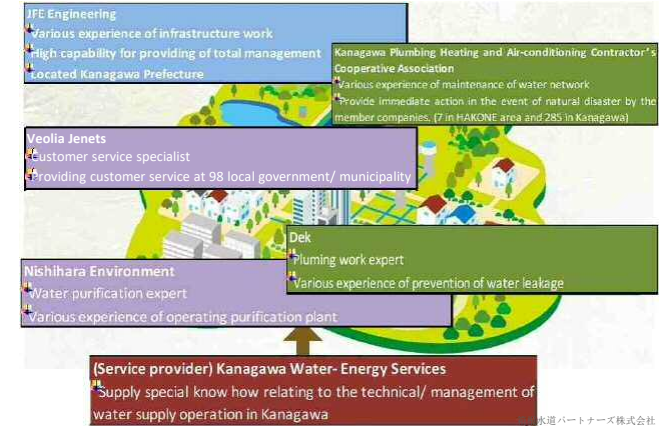 JFE Engineering
Various experience of infrastructure work
High capability for providing of total management
Located Kanagawa Prefecture
Kanagawa Plumbing Heating and Air-conditioning Contractor's
Cooperative Association
Various experience of maintenance of water network
Provide immediate action in the event of natural disaster by the
member companies. (7 in HAKONE area and 285 in Kanagawa)
Veolia Jenets
Customer service specialist
Providing customer service at 98 local government/ municipality
Dek
Pluming work expert
Various experience of prevention of water leakage
Nishihara Environment
Water purification expert
Various experience of operating purification plant
(Service provider) Kanagawa Water- Energy Services
Supply special know how relating to the technical/ management of
water supply operation in Kanagawa
水道パートナーズ株式会社